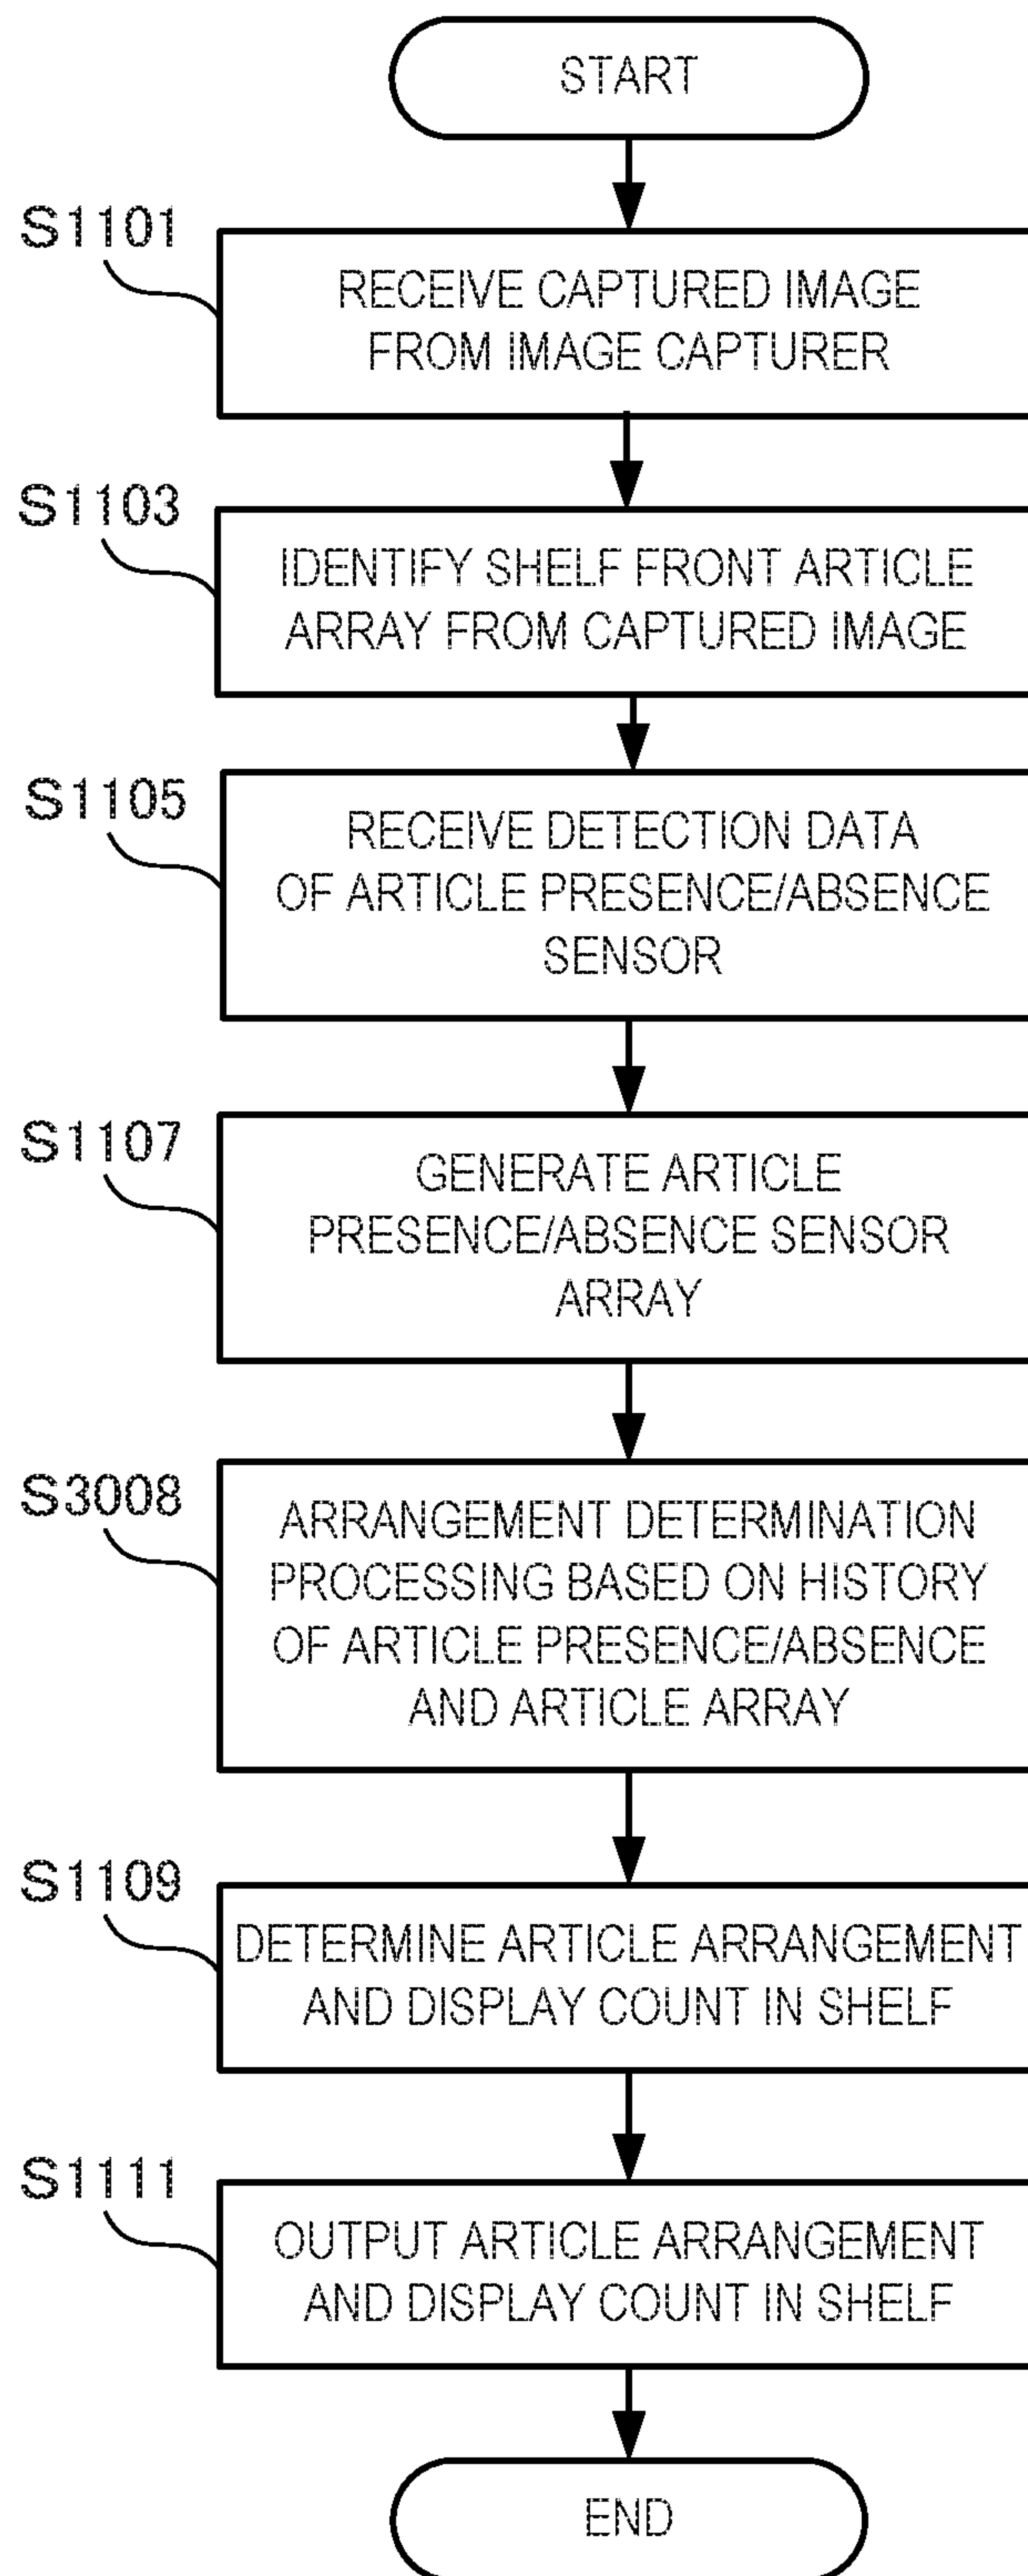 START
S1101
RECEIVE CAPTURED IMAGE
FROM IMAGE CAPTURER
S1103
IDENTIFY SHELF FRONT ARTICLE
ARRAY FROM CAPTURED IMAGE
S1105
RECEIVE DETECTION DATA
OF ARTICLE PRESENCE/ABSENCE
SENSOR
S1107
GENERATE ARTICLE
PRESENCE/ABSENCE SENSOR
ARRAY
S3008
ARRANGEMENT DETERMINATION
PROCESSING BASED ON HISTORY
OF ARTICLE PRESENCE/ABSENCE
AND ARTICLE ARRAY
S1109
DETERMINE ARTICLE ARRANGEMENT
AND DISPLAY COUNT IN SHELF
S1111
OUTPUT ARTICLE ARRANGEMENT
AND DISPLAY COUNT IN SHELF
END